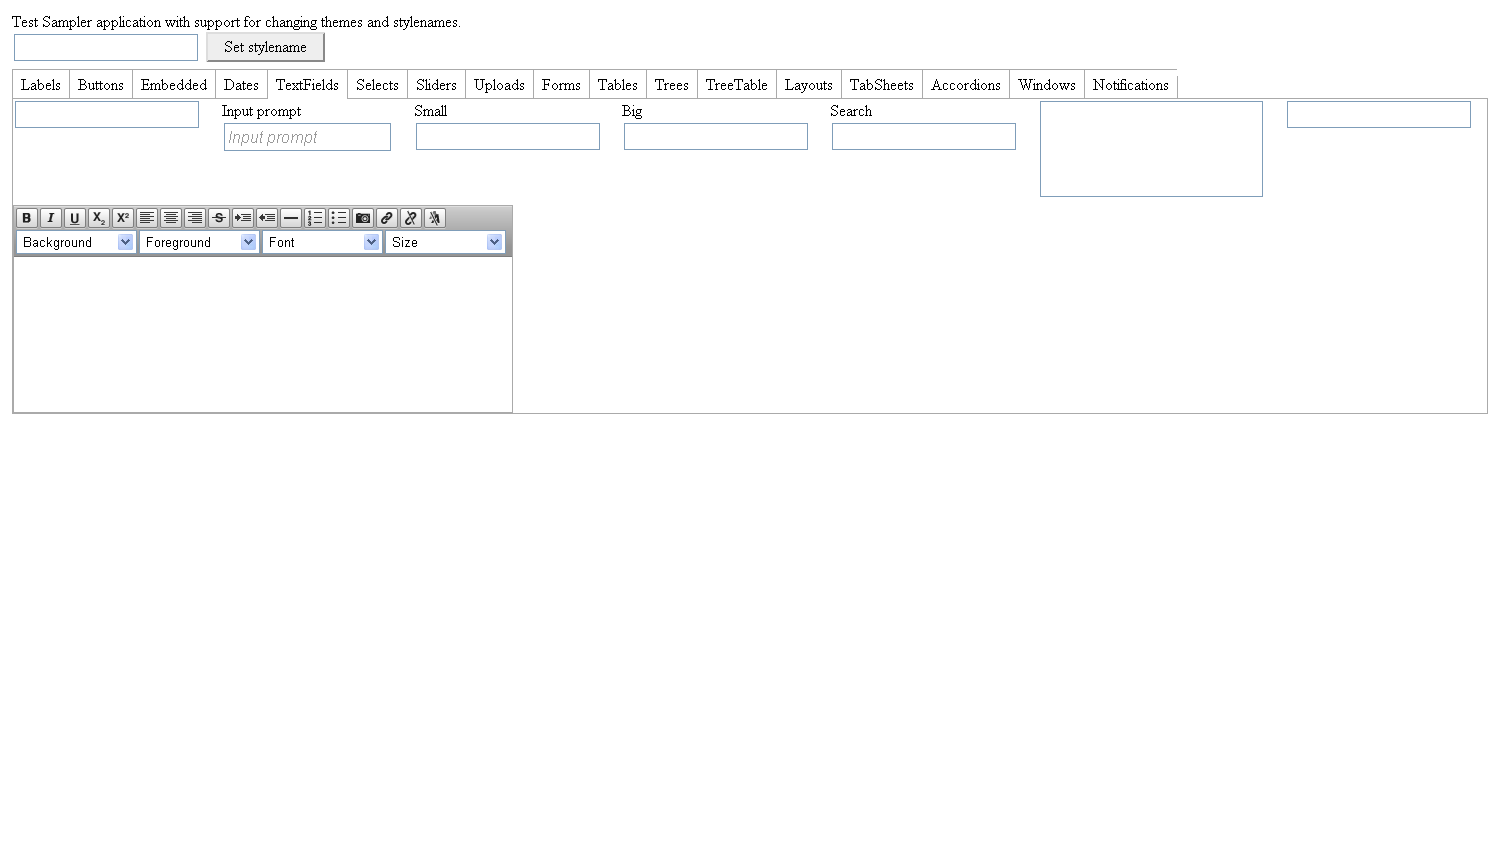 Test Sampler application with support for changing themes and stylenames.
Set stylename
Labels Buttons Embedded Dates TextFields Selects Sliders Uploads Forms Tables Trees TreeTable Layouts TabSheets Accordions Windows Notifications
Input prompt Small Big Search
Input prompt
B I U X₂ X² S
Background Foreground Font Size